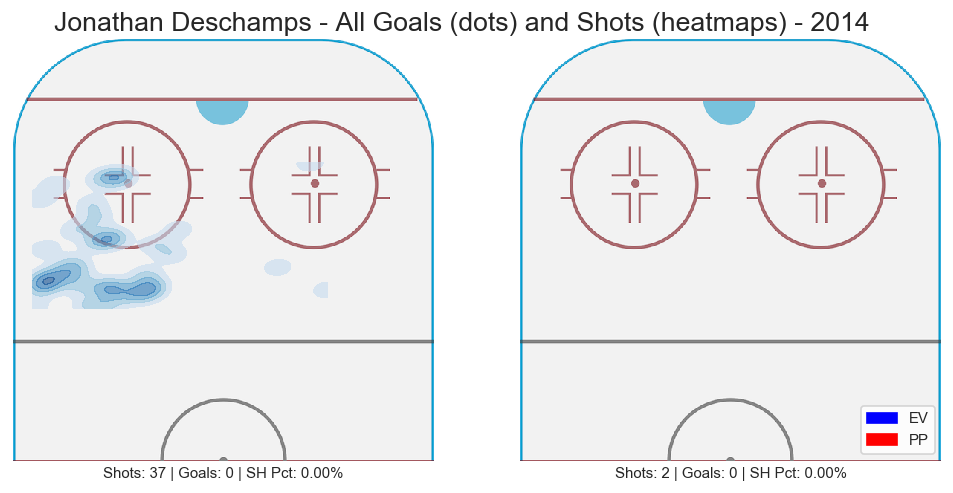 Jonathan Deschamps - All Goals (dots) and Shots (heatmaps) - 2014
EV
PP
Shots: 37 | Goals: 0 | SH Pct: 0.00%
Shots: 2 | Goals: 0 | SH Pct: 0.00%